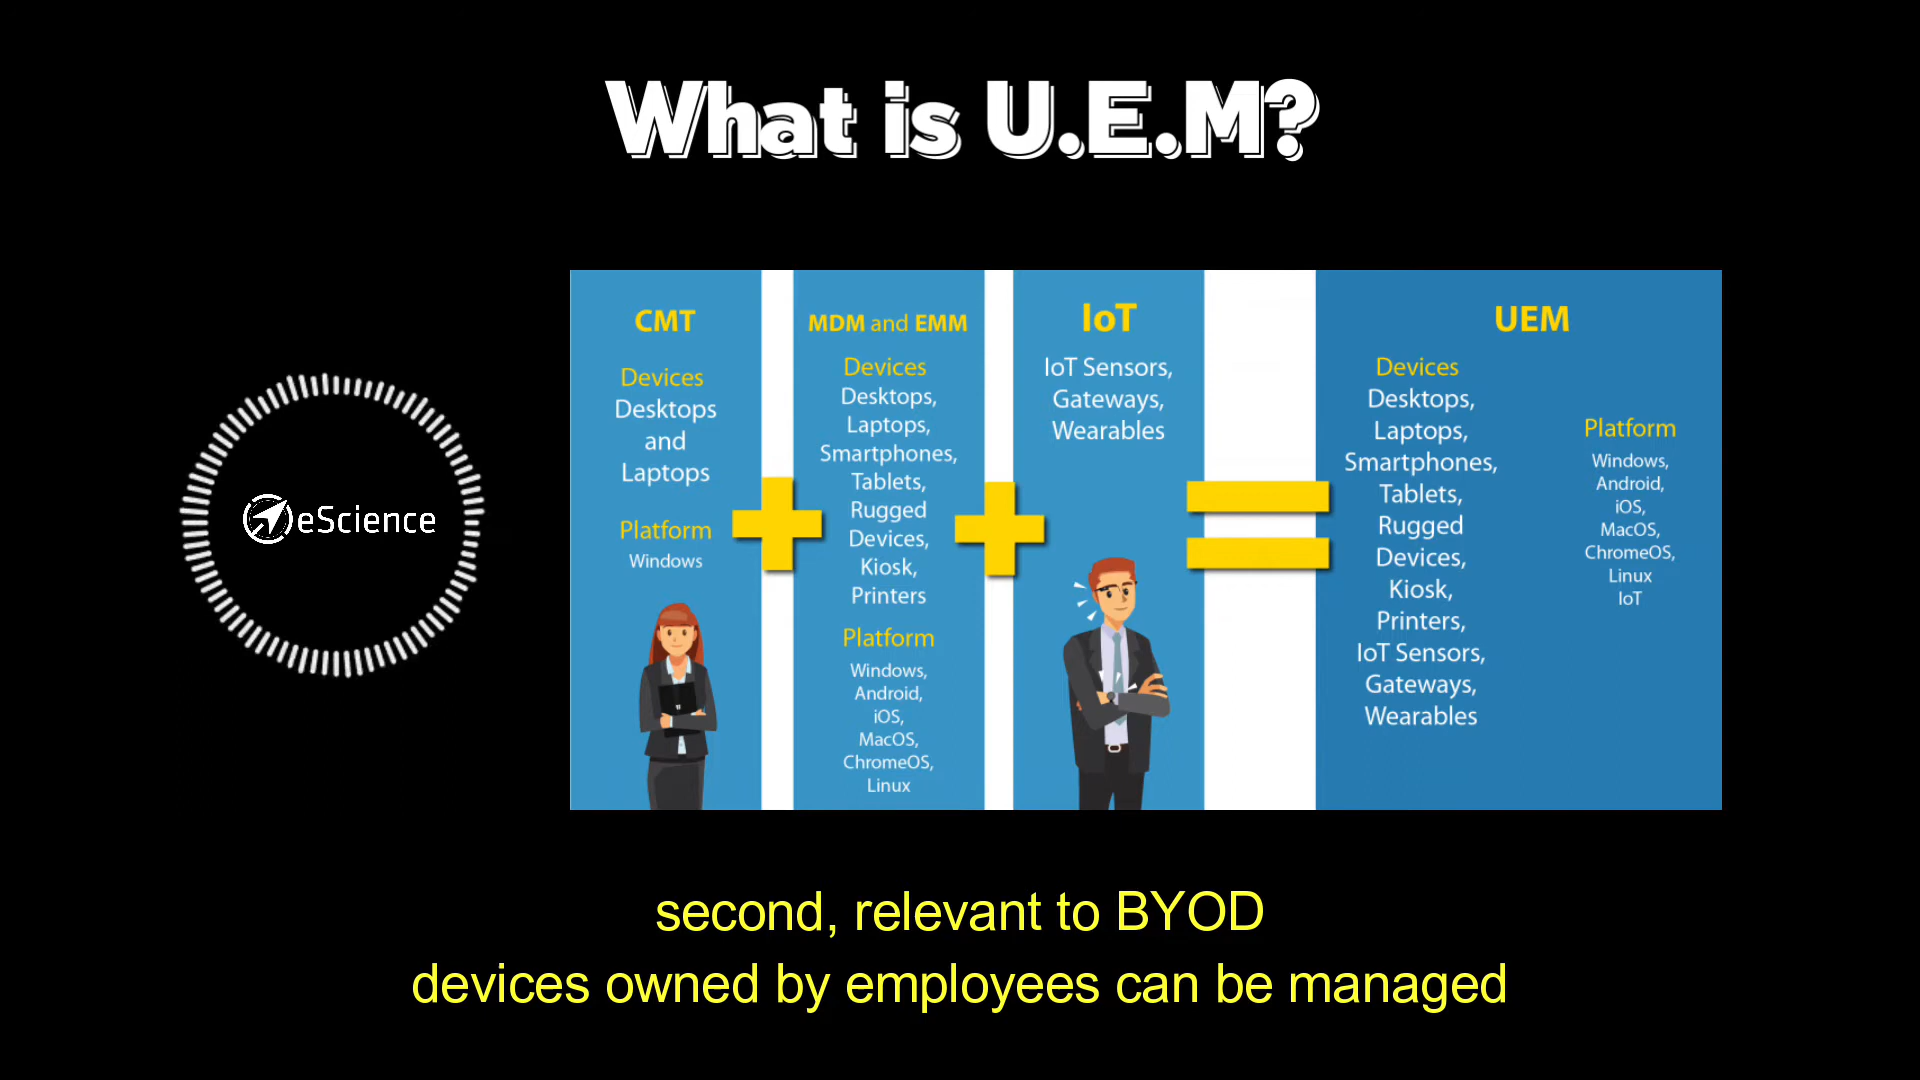 What is U.E.M?
eScience
CMT
Devices
Desktops
and
Laptops
Platform
Windows
MDM and EMM
Devices
Desktops,
Laptops,
Smartphones,
Tablets,
Rugged
Devices,
Kiosk,
Printers
Platform
Windows,
Android,
iOS,
MacOS,
ChromeOS,
Linux
IoT
IoT Sensors,
Gateways,
Wearables
UEM
Devices
Desktops,
Laptops,
Smartphones,
Tablets,
Rugged
Devices,
Kiosk,
Printers,
IoT Sensors,
Gateways,
Wearables
Platform
Windows,
Android,
iOS,
MacOS,
ChromeOS,
Linux
IoT
second, relevant to BYOD
devices owned by employees can be managed